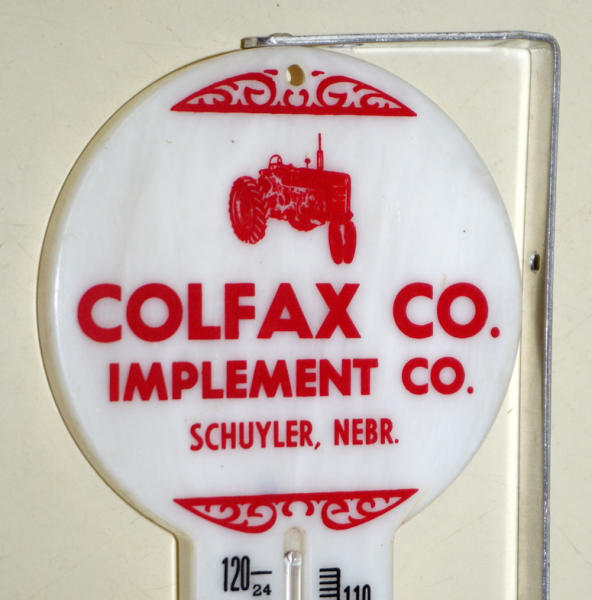 COLFAX CO.
IMPLEMENT CO.
SCHUYLER, NEBR.
120
24
110